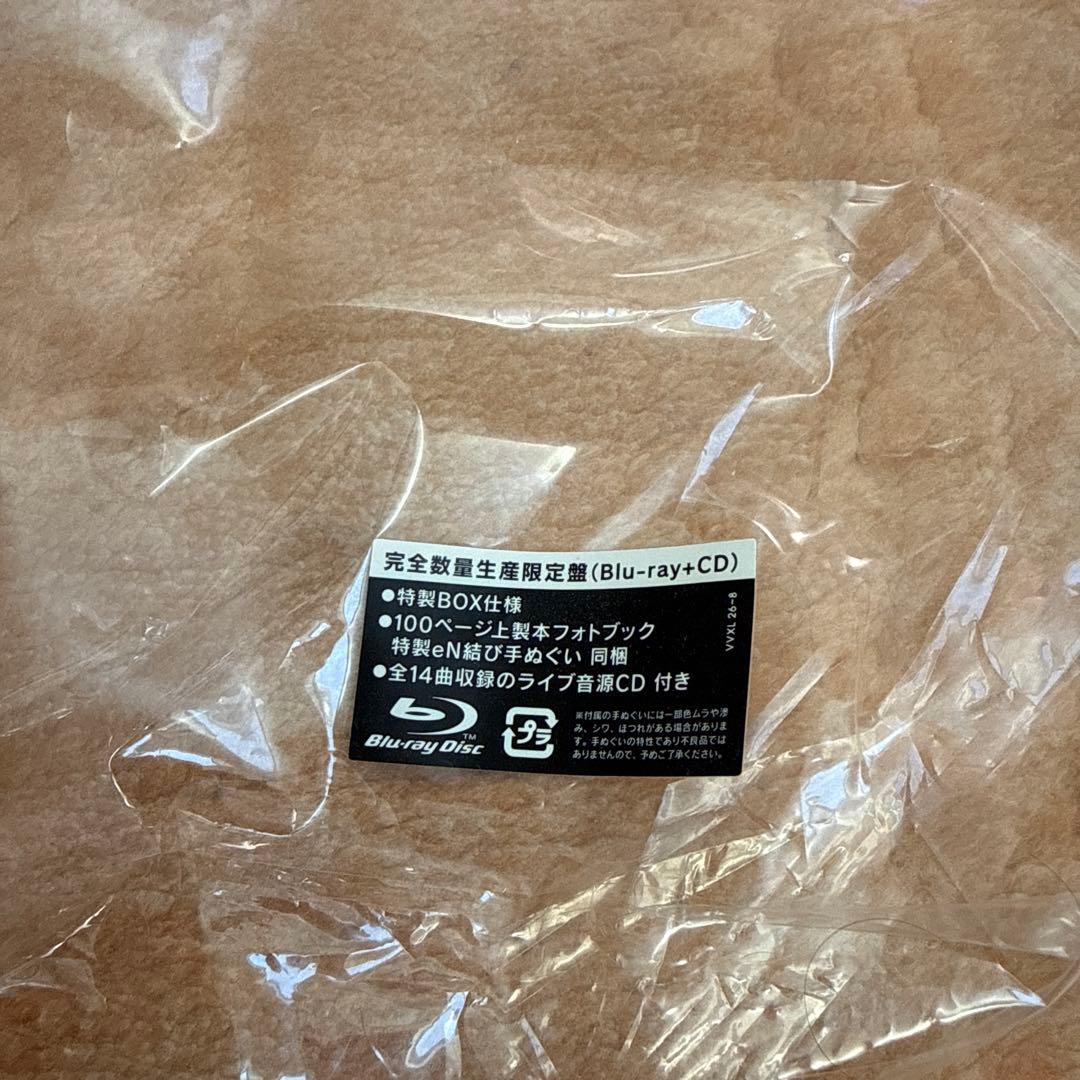 完全数量生産限定盤(Blu-ray+CD)
●特製BOX仕様
●100ページ上製本フォトブック
特製eN結び手ぬぐい 同梱
●全14曲収録のライブ音源CD 付き
VVXL 26-8
Blu-ray Disc TM
プラ
※付属の手ぬぐいには一部色ムラや滲
み、シワ、ほつれがある場合がありま
す。手ぬぐいの特性であり不良品では
ありませんので、予めご了承ください。